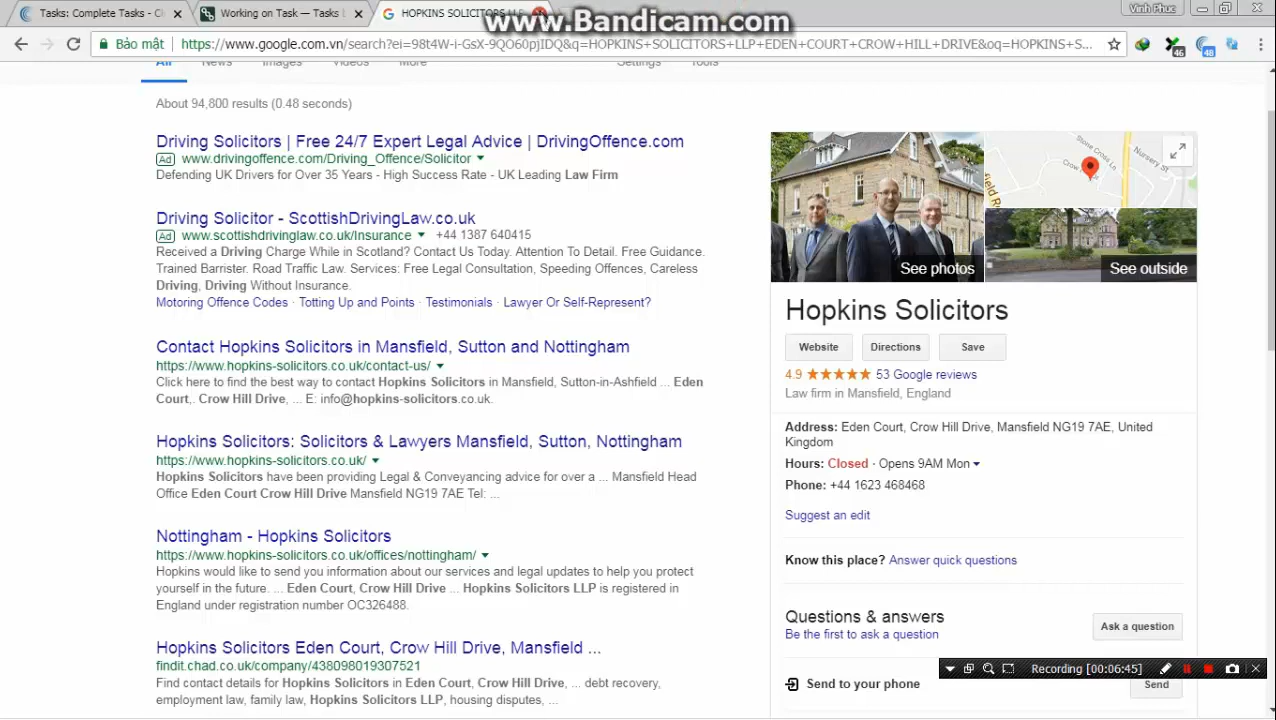 www.Bandicam.com
Tasks: Complete Tasks - Cl
Working on Task — TextBroker
HOPKINS SOLICITORS LL
Vinh Phuc
Bảo mật
https://www.google.com.vn/search?ei=98t4W-i-GsX-9QO60pjIDQ&q=HOPKINS+SOLICITORS+LLP+EDEN+COURT+CROW+HILL+DRIVE&oq=HOPKINS+S...
46
48
All News Images Videos More Settings Tools
About 94,800 results (0.48 seconds)
Driving Solicitors | Free 24/7 Expert Legal Advice | DrivingOffence.com
Ad www.drivingoffence.com/Driving_Offence/Solicitor
Defending UK Drivers for Over 35 Years - High Success Rate - UK Leading Law Firm
Driving Solicitor - ScottishDrivingLaw.co.uk
Ad www.scottishdrivinglaw.co.uk/Insurance +44 1387 640415
Received a Driving Charge While in Scotland? Contact Us Today. Attention To Detail. Free Guidance.
Trained Barrister. Road Traffic Law. Services: Free Legal Consultation, Speeding Offences, Careless
Driving, Driving Without Insurance.
Motoring Offence Codes · Totting Up and Points · Testimonials · Lawyer Or Self-Represent?
Contact Hopkins Solicitors in Mansfield, Sutton and Nottingham
https://www.hopkins-solicitors.co.uk/contact-us/
Click here to find the best way to contact Hopkins Solicitors in Mansfield, Sutton-in-Ashfield ... Eden
Court,. Crow Hill Drive, ... E: info@hopkins-solicitors.co.uk.
Hopkins Solicitors: Solicitors & Lawyers Mansfield, Sutton, Nottingham
https://www.hopkins-solicitors.co.uk/
Hopkins Solicitors have been providing Legal & Conveyancing advice for over a ... Mansfield Head
Office Eden Court Crow Hill Drive Mansfield NG19 7AE Tel: ...
Nottingham - Hopkins Solicitors
https://www.hopkins-solicitors.co.uk/offices/nottingham/
Hopkins would like to send you information about our services and legal updates to help you protect
yourself in the future. ... Eden Court, Crow Hill Drive ... Hopkins Solicitors LLP is registered in
England under registration number OC326488.
Hopkins Solicitors Eden Court, Crow Hill Drive, Mansfield ...
findit.chad.co.uk/company/438098019307521
Find contact details for Hopkins Solicitors in Eden Court, Crow Hill Drive, ... debt recovery,
employment law, family law, Hopkins Solicitors LLP, housing disputes, ...
Stone Cross Ln
Crow
Nursery St
See photos
See outside
Hopkins Solicitors
Website
Directions
Save
4.9 53 Google reviews
Law firm in Mansfield, England
Address: Eden Court, Crow Hill Drive, Mansfield NG19 7AE, United
Kingdom
Hours: Closed · Opens 9AM Mon
Phone: +44 1623 468468
Suggest an edit
Know this place? Answer quick questions
Questions & answers
Be the first to ask a question
Ask a question
Recording [00:06:45]
Send to your phone
Send